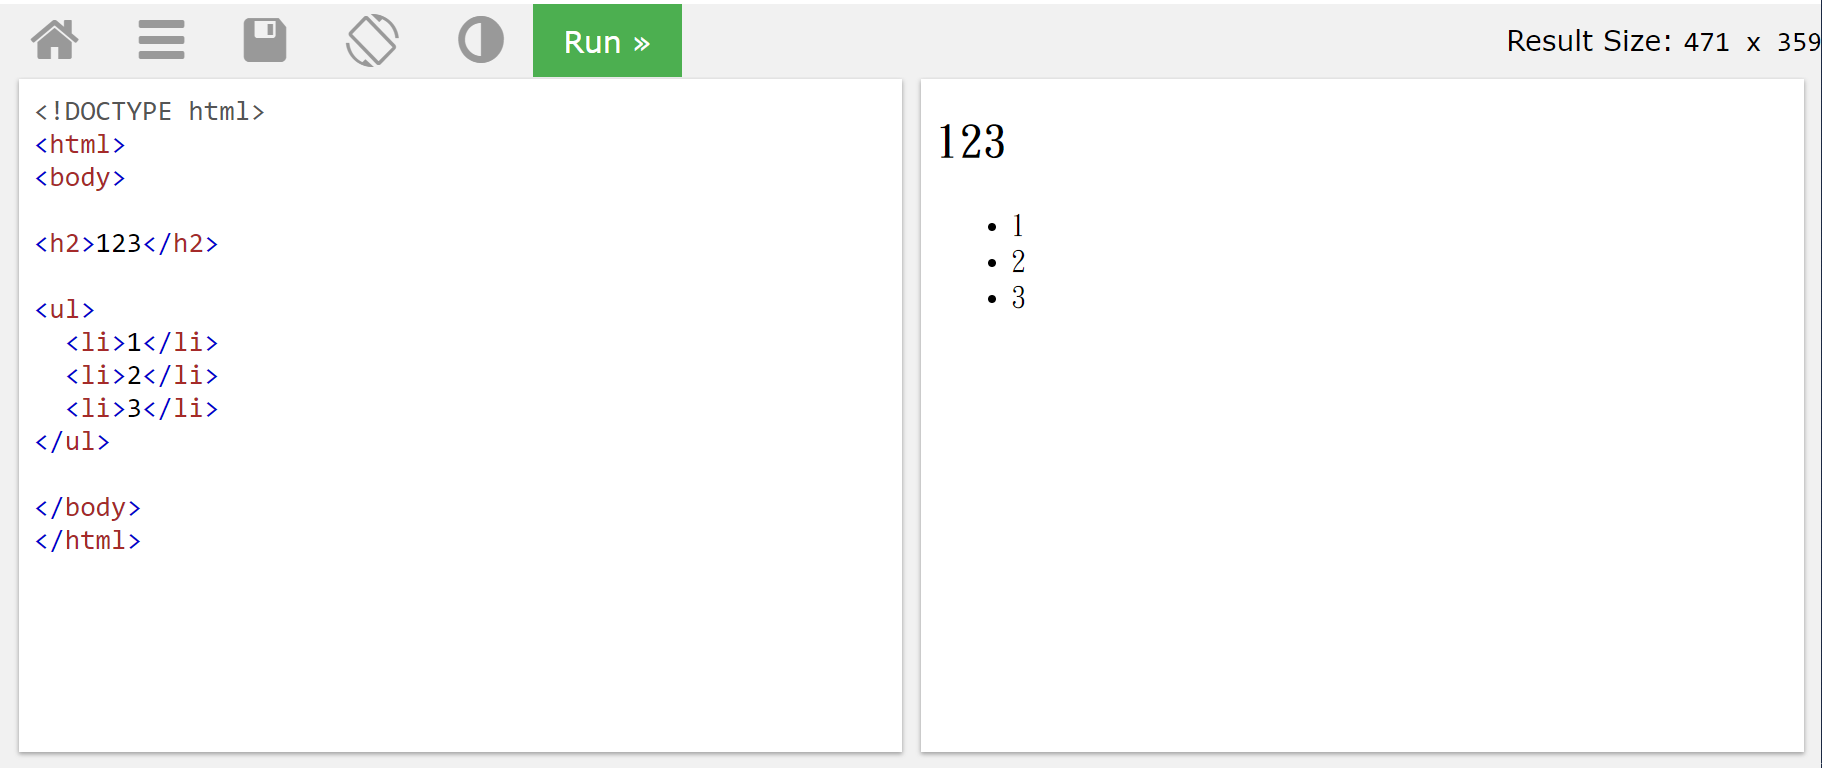 Run »
Result Size: 471 x 359
<!DOCTYPE html>
<html>
<body>
<h2>123</h2>
<ul>
  <li>1</li>
  <li>2</li>
  <li>3</li>
</ul>
</body>
</html>
123
• 1
• 2
• 3